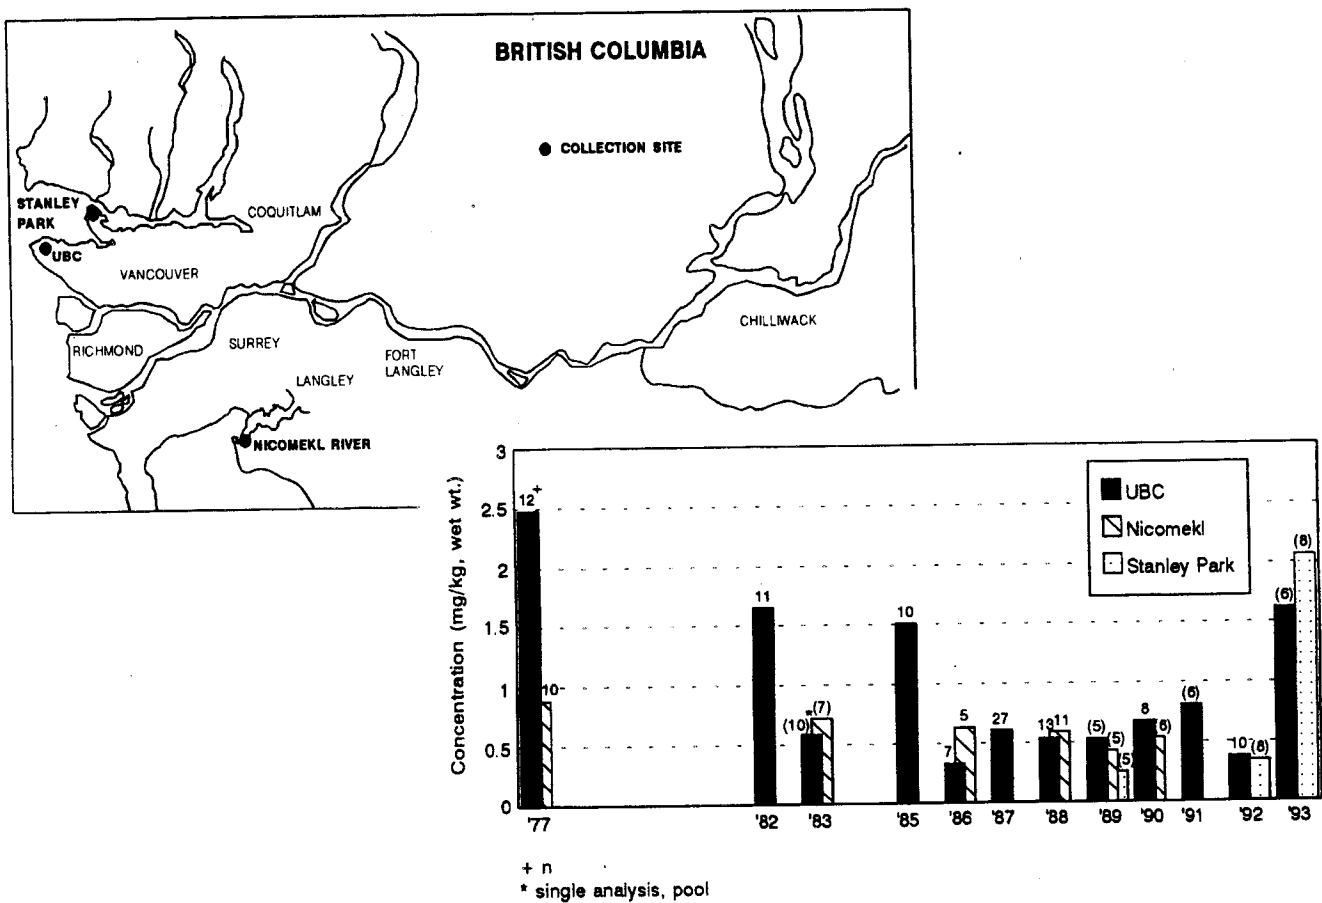 BRITISH COLUMBIA
COLLECTION SITE
STANLEY
PARK
COQUITLAM
UBC
VANCOUVER
CHILLIWACK
RICHMOND
SURREY
FORT
LANGLEY
LANGLEY
NICOMEKL RIVER
Concentration (mg/kg, wet wt.)
3
2.5
2
1.5
1
0.5
0
UBC
Nicomekl
Stanley Park
12+
10
11
(10)*
(7)
10
7
5
27
13
11
(5)
(5)
(5)
8
(6)
(6)
10
(8)
(6)
(8)
'77
'82
'83
'85
'86
'87
'88
'89
'90
'91
'92
'93
+ n
* single analysis, pool